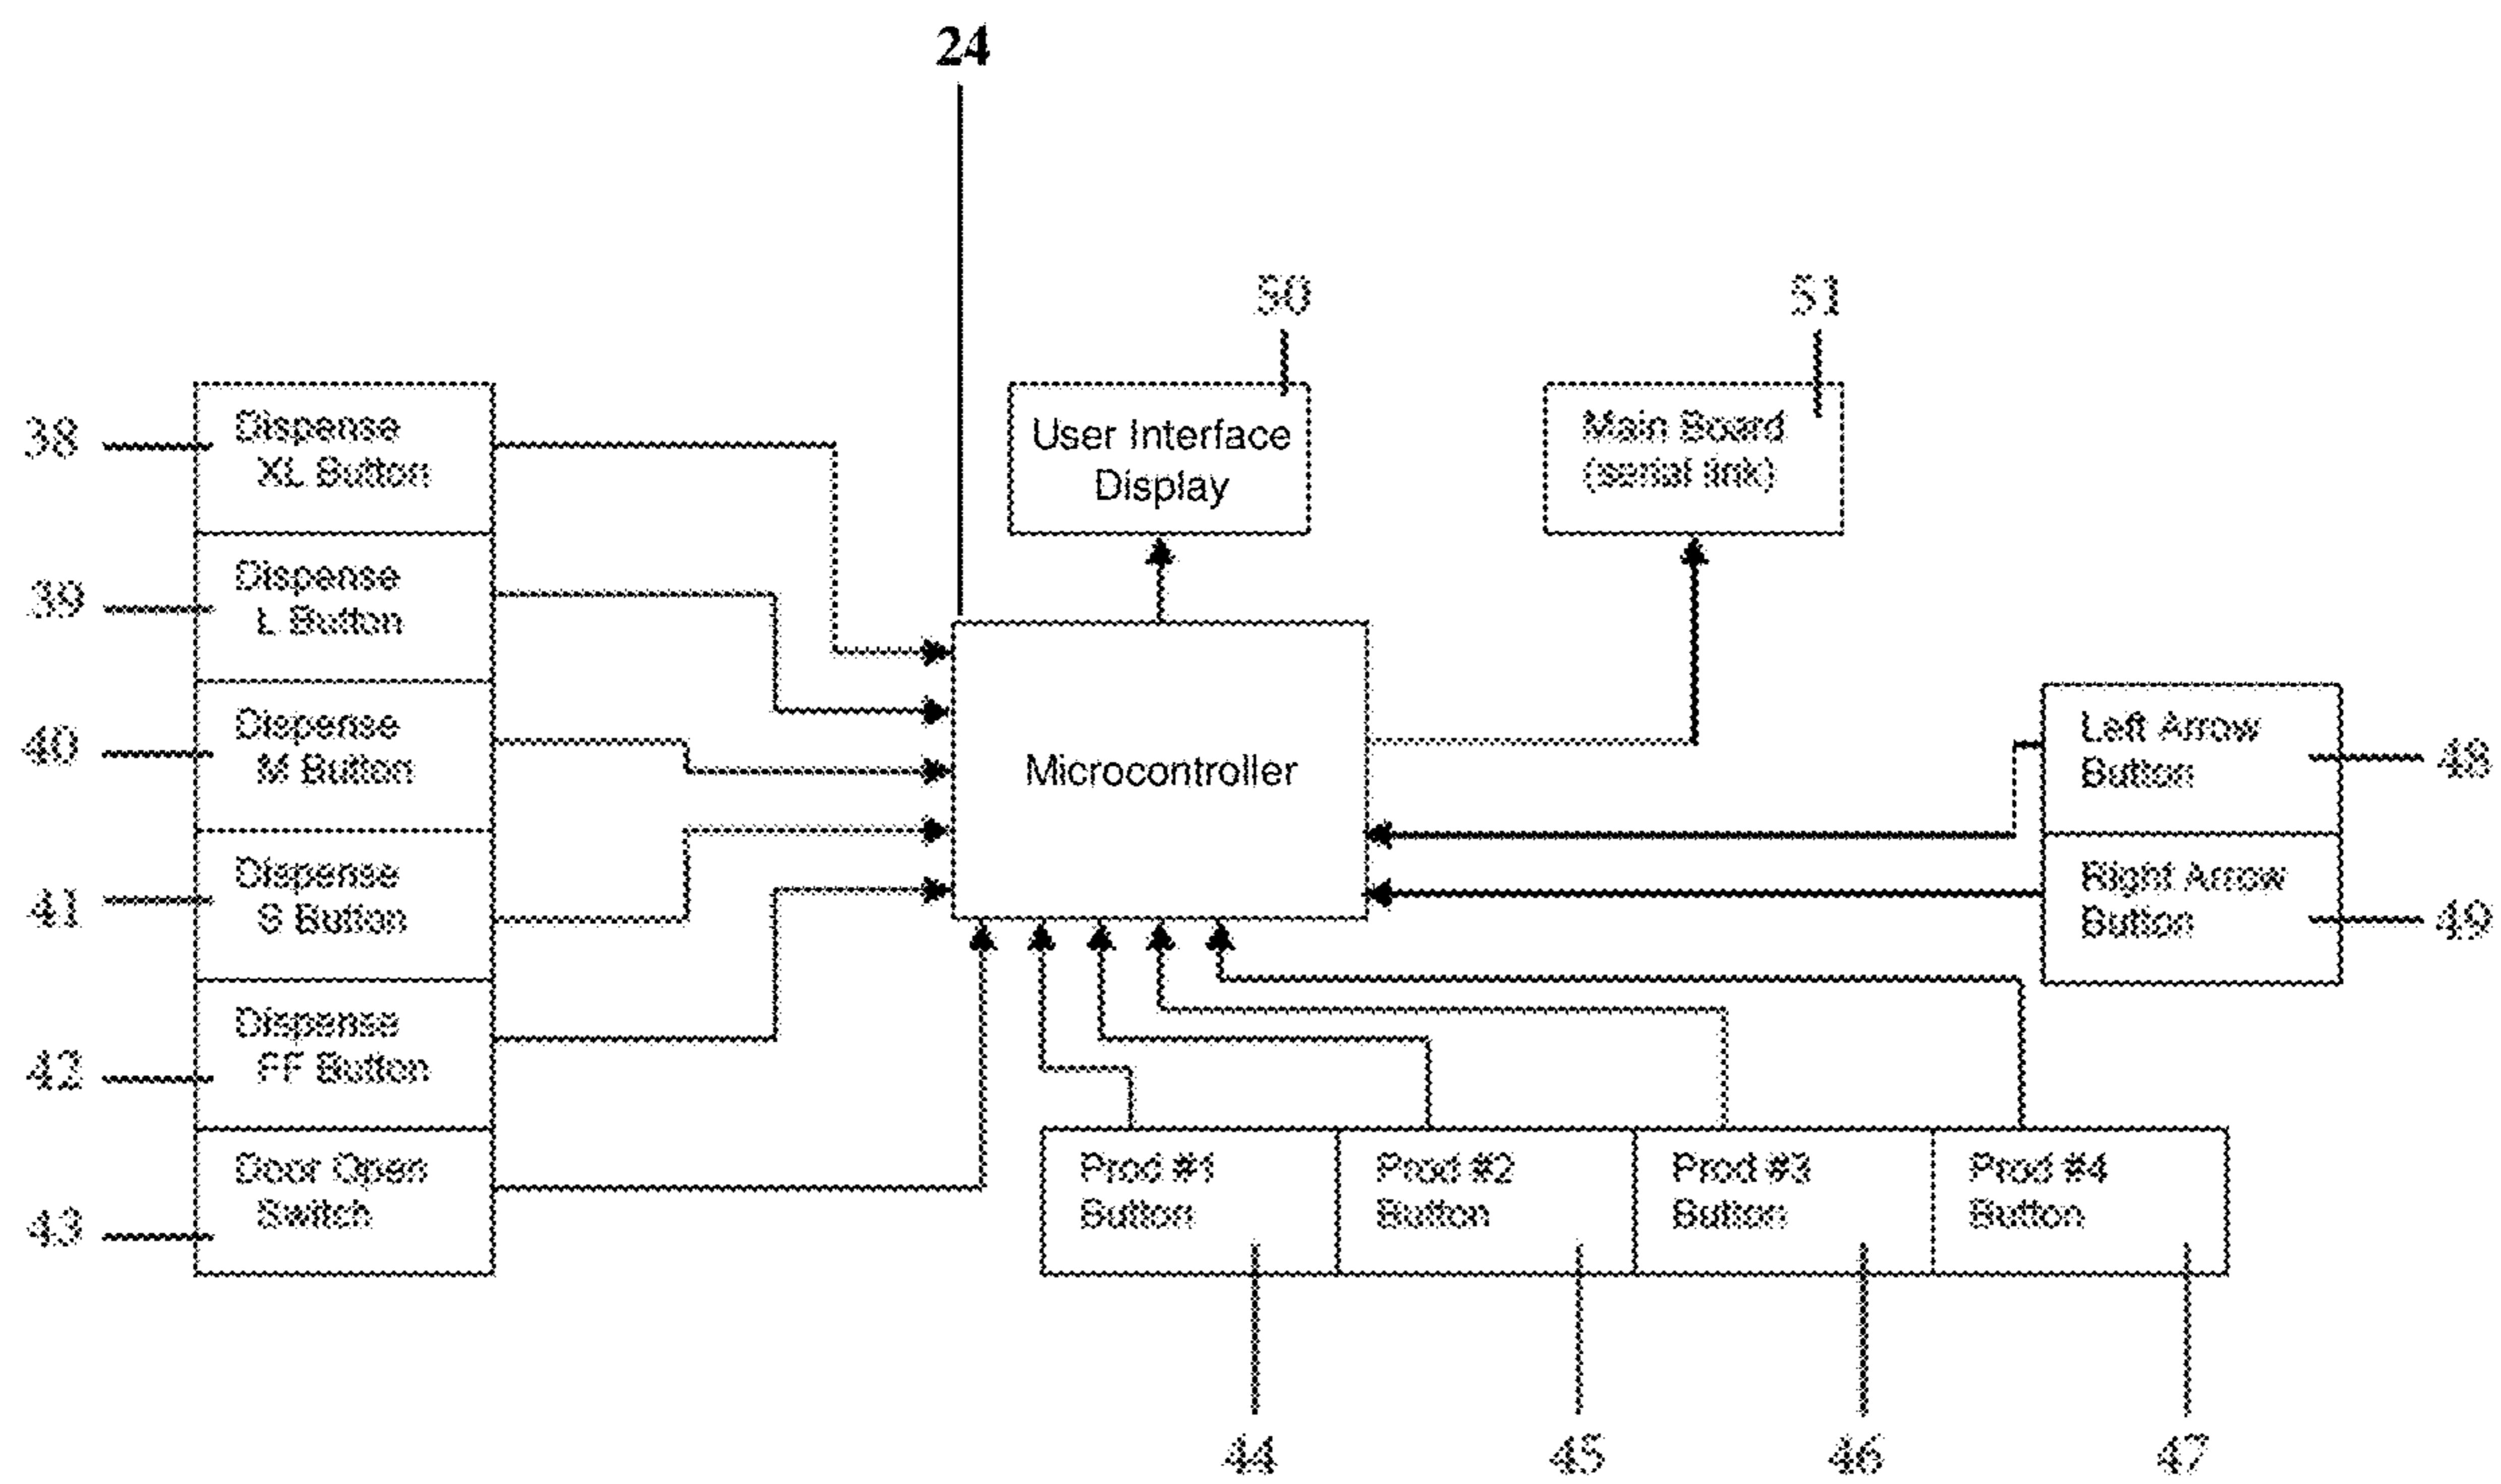 24
50
51
38
Dispense
XL Button
User Interface
Display
Main Board
(serial link)
39
Dispense
L Button
40
Dispense
M Button
Microcontroller
Left Arrow
Button
48
41
Dispense
S Button
Right Arrow
Button
49
42
Dispense
FF Button
43
Door Open
Switch
Prod #1
Button
Prod #2
Button
Prod #3
Button
Prod #4
Button
44
45
46
47